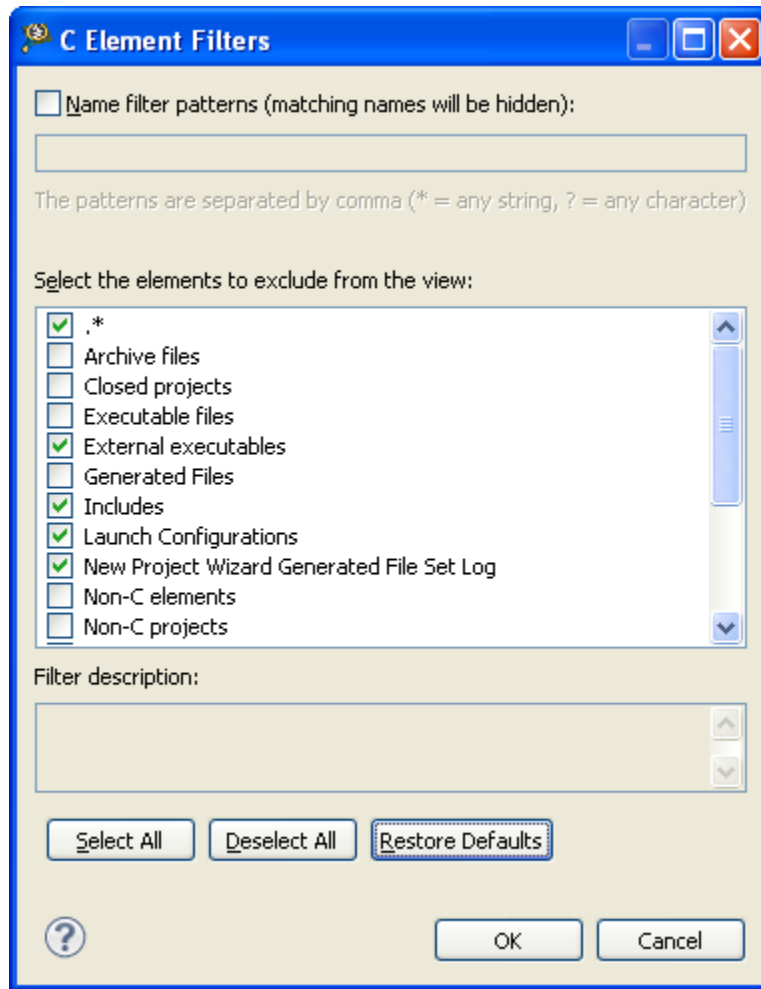 C Element Filters
Name filter patterns (matching names will be hidden):
The patterns are separated by comma (* = any string, ? = any character)
Select the elements to exclude from the view:
.*
Archive files
Closed projects
Executable files
External executables
Generated Files
Includes
Launch Configurations
New Project Wizard Generated File Set Log
Non-C elements
Non-C projects
Filter description:
Select All Deselect All Restore Defaults
? OK Cancel